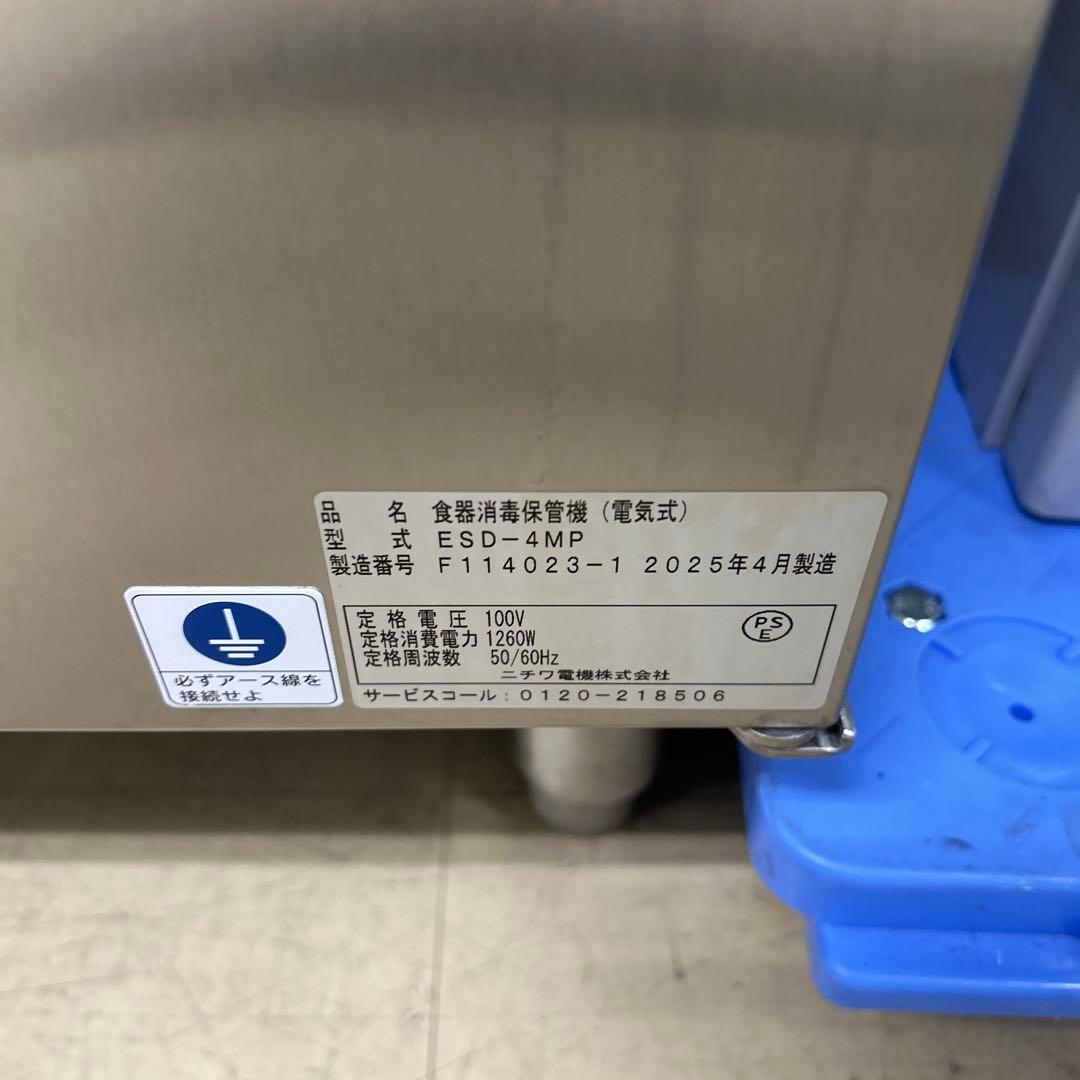 品　　名　食器消毒保管機（電気式）
型　　式　ESD-4MP
製造番号　F114023-1　2025年4月製造
定格電圧 100V
定格消費電力 1260W
定格周波数 50/60Hz
PSE
ニチワ電機株式会社
サービスコール：0120-218506
必ずアース線を
接続せよ